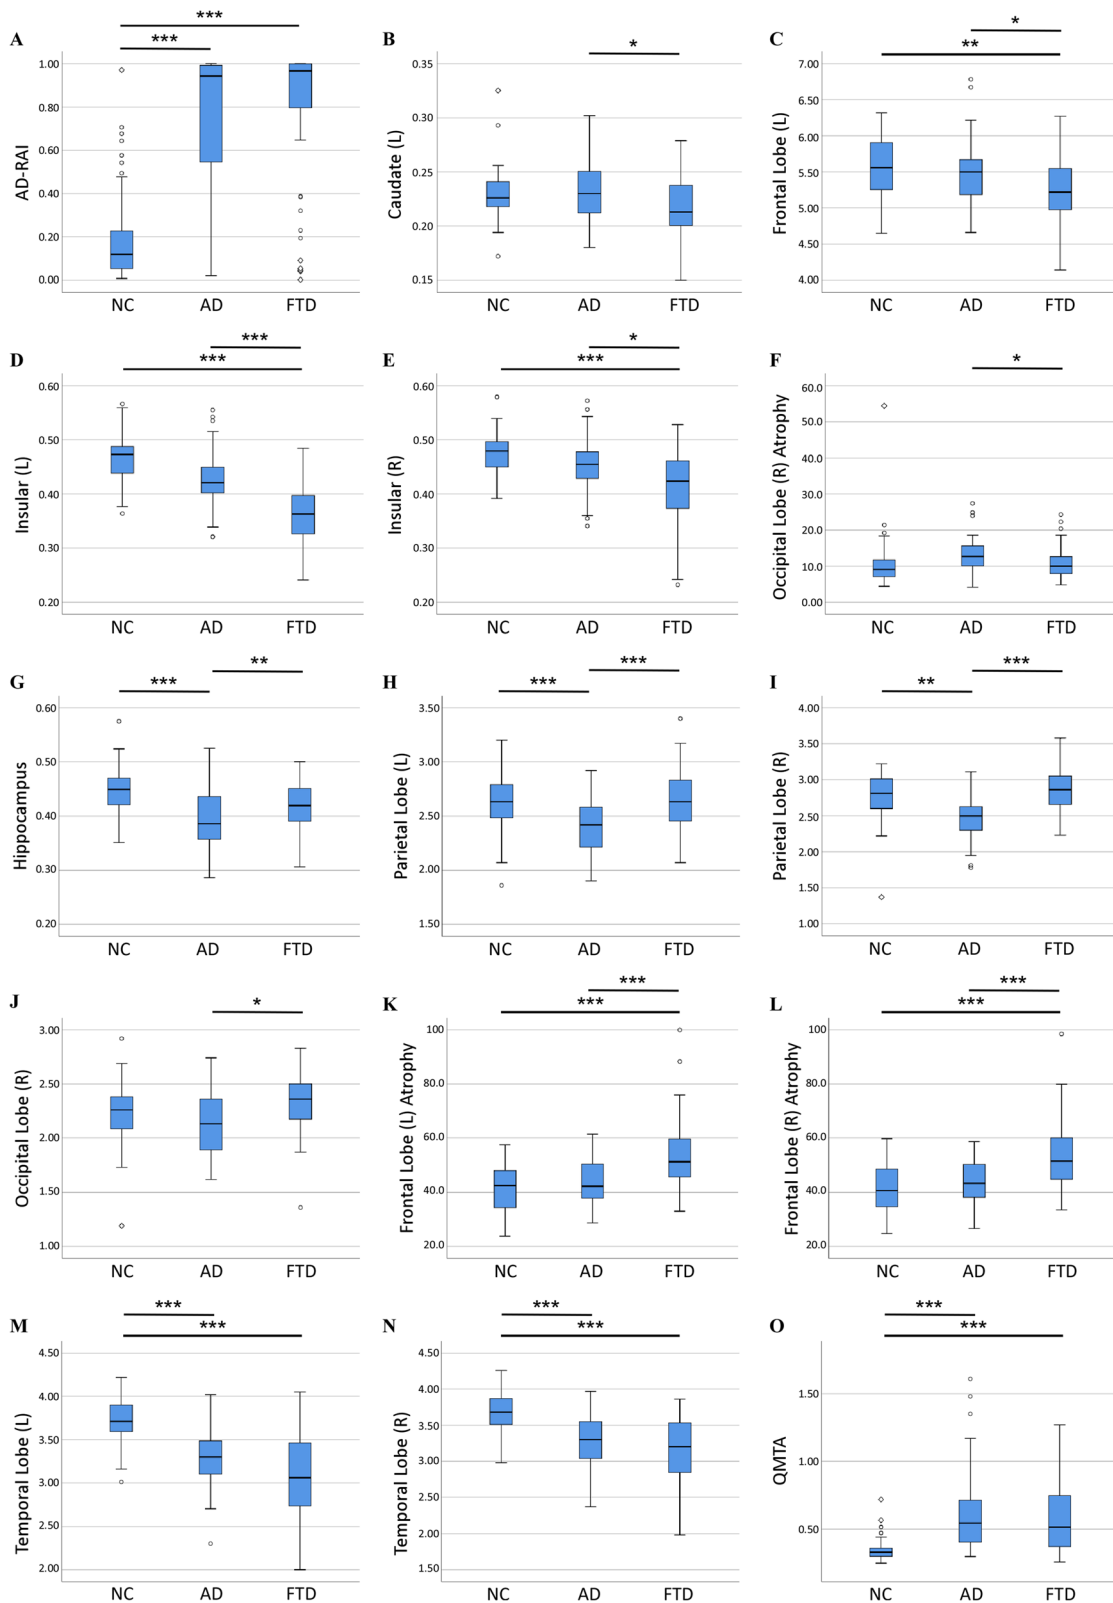 ***
***
A
1.00
0.80
0.60
0.40
0.20
0.00
AD-RAI
NC AD FTD
*
B
0.35
0.30
0.25
0.20
0.15
Caudate (L)
NC AD FTD
*
**
C
7.00
6.50
6.00
5.50
5.00
4.50
4.00
Frontal Lobe (L)
NC AD FTD
***
***
D
0.60
0.50
0.40
0.30
0.20
Insular (L)
NC AD FTD
*
***
E
0.60
0.50
0.40
0.30
0.20
Insular (R)
NC AD FTD
*
F
60.0
50.0
40.0
30.0
20.0
10.0
0.00
Occipital Lobe (R) Atrophy
NC AD FTD
**
***
G
0.60
0.50
0.40
0.30
0.20
Hippocampus
NC AD FTD
***
***
H
3.50
3.00
2.50
2.00
1.50
Parietal Lobe (L)
NC AD FTD
***
**
I
4.00
3.50
3.00
2.50
2.00
1.50
1.00
Parietal Lobe (R)
NC AD FTD
*
J
3.00
2.50
2.00
1.50
1.00
Occipital Lobe (R)
NC AD FTD
***
***
K
100
80.0
60.0
40.0
20.0
Frontal Lobe (L) Atrophy
NC AD FTD
***
***
L
100
80.0
60.0
40.0
20.0
Frontal Lobe (R) Atrophy
NC AD FTD
***
***
M
4.50
4.00
3.50
3.00
2.50
2.00
Temporal Lobe (L)
NC AD FTD
***
***
N
4.50
4.00
3.50
3.00
2.50
2.00
1.50
Temporal Lobe (R)
NC AD FTD
***
***
O
1.50
1.00
0.50
QMTA
NC AD FTD